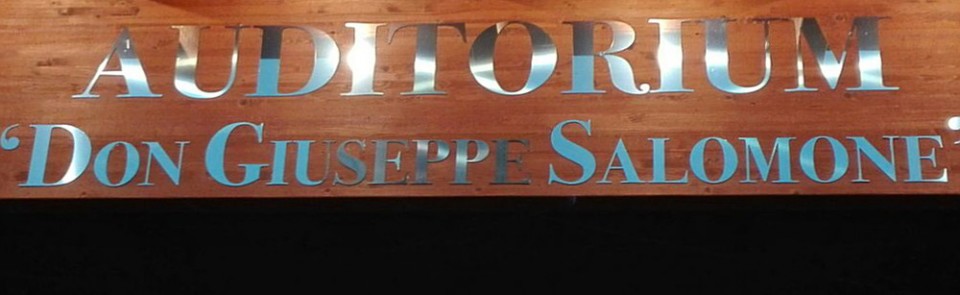 AUDITORIUM
‘DON GIUSEPPE SALOMONE’